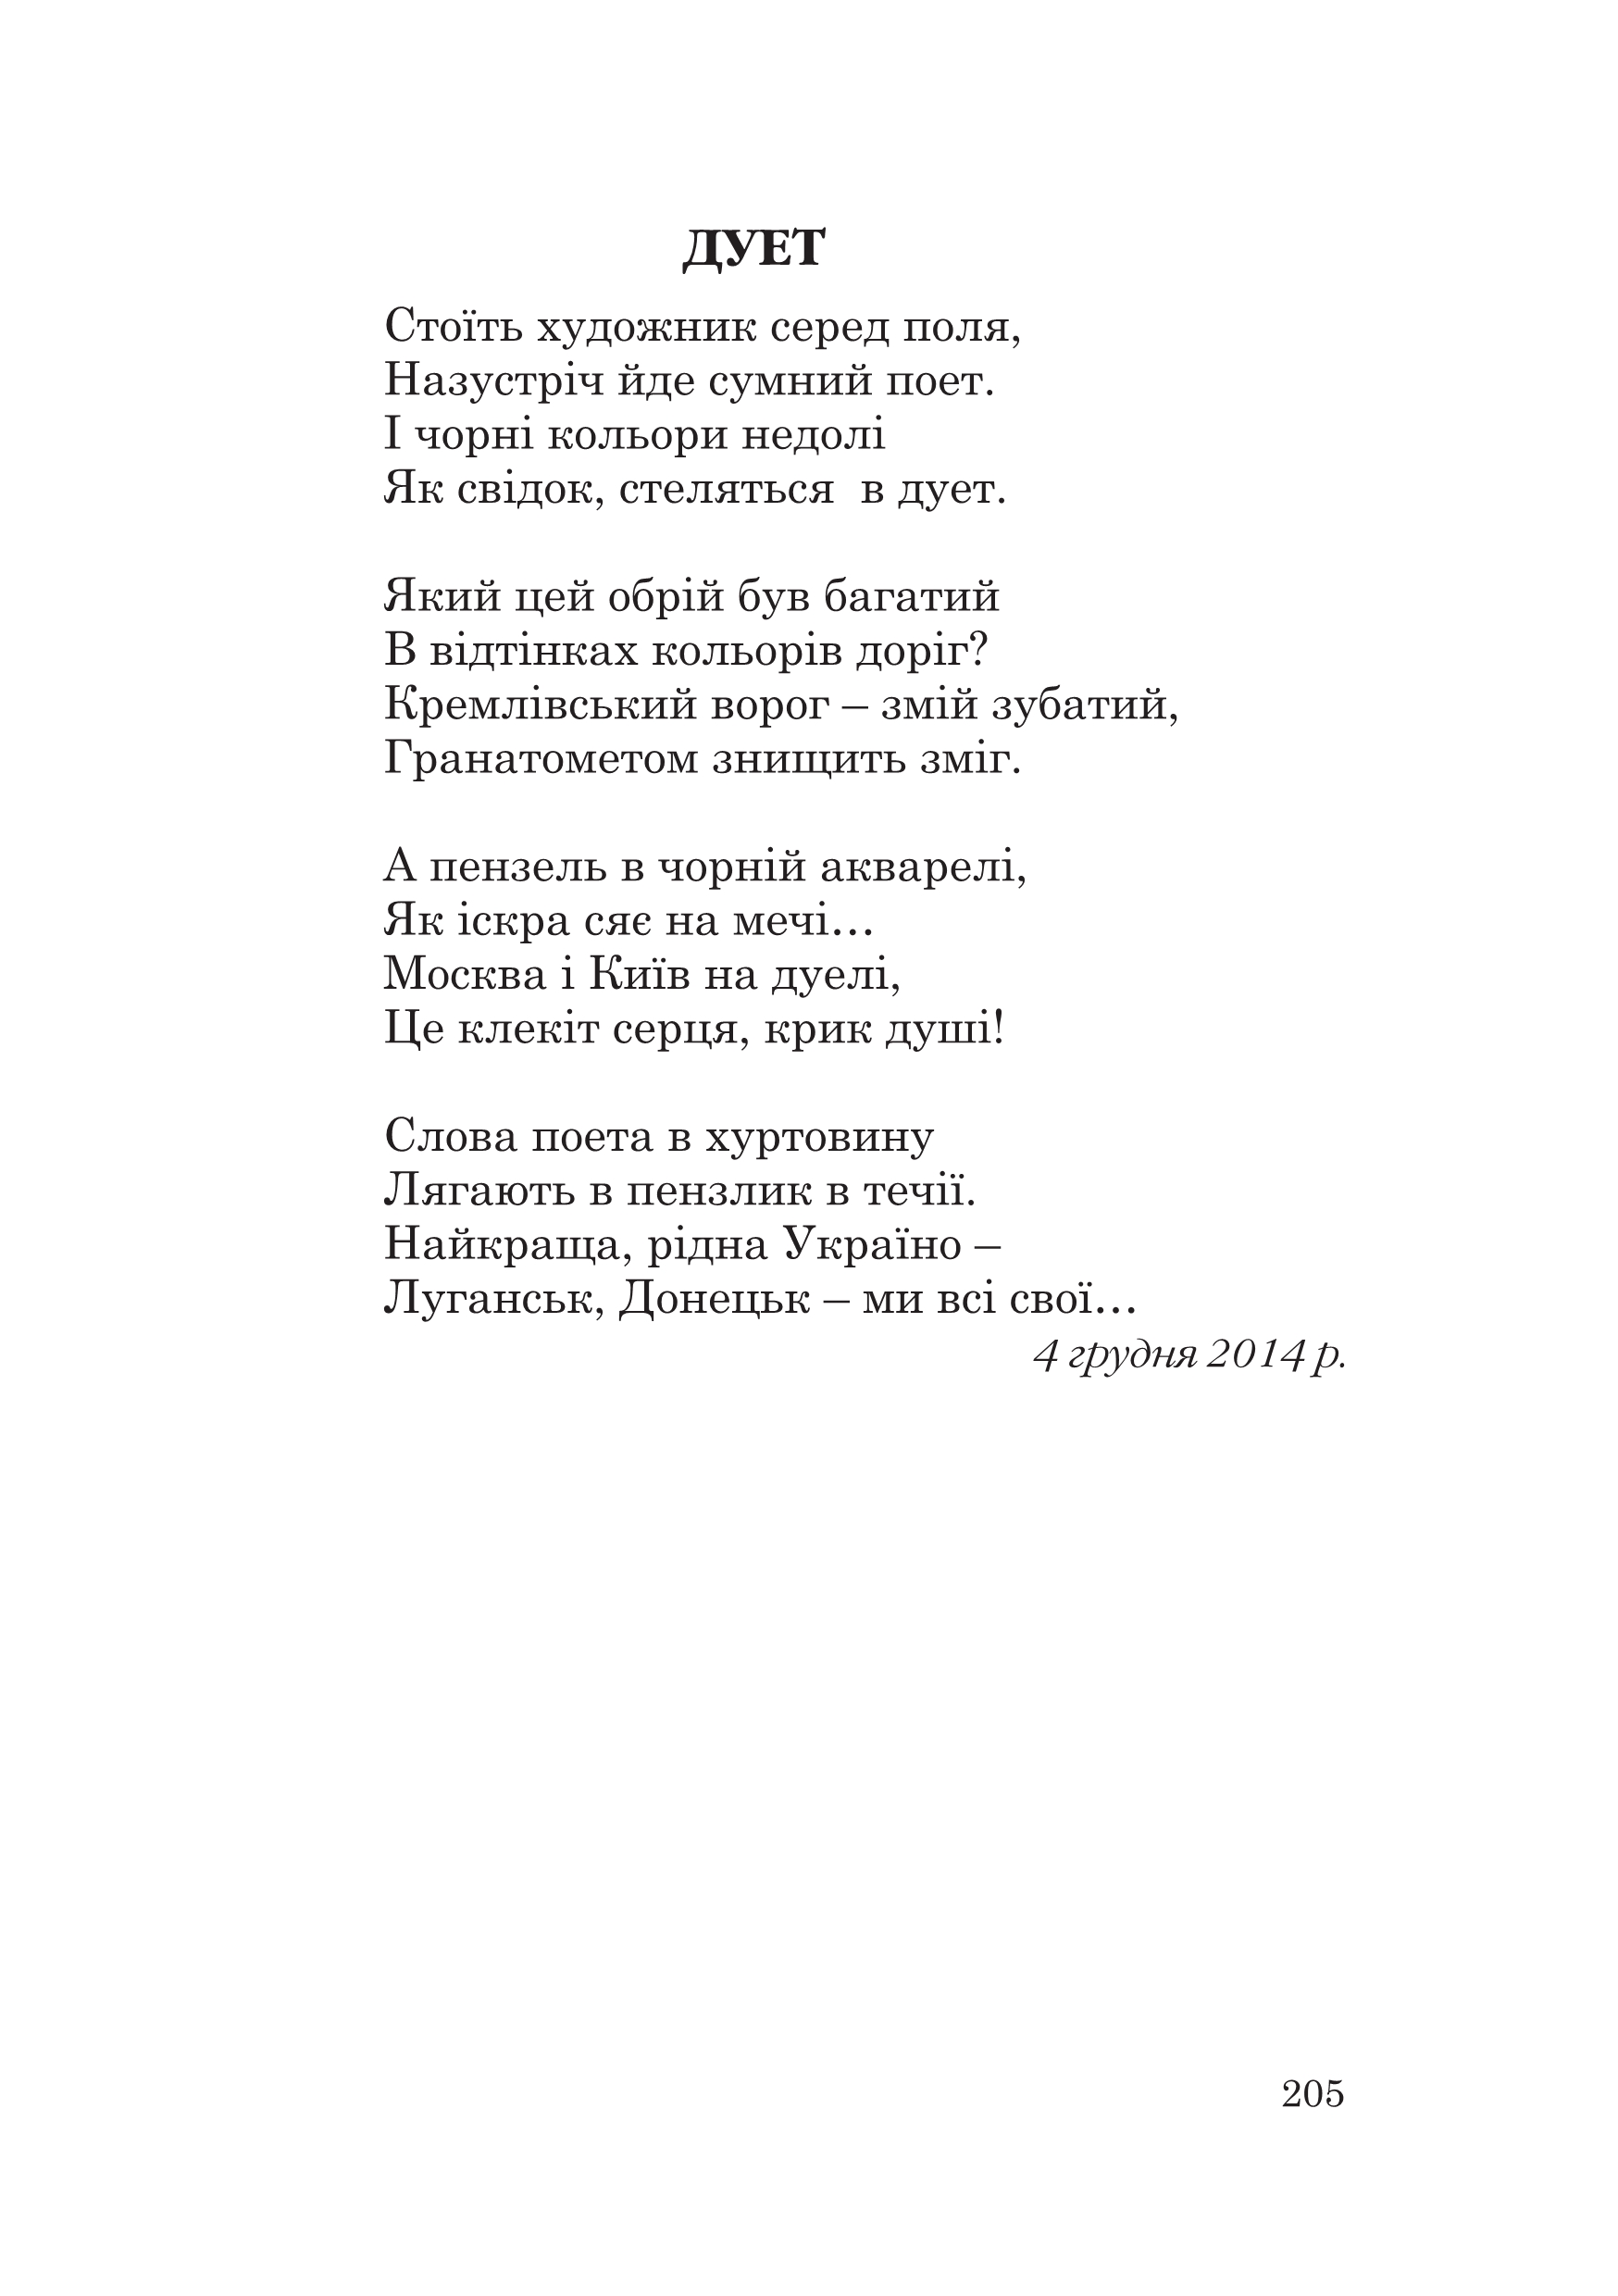 ДУЕТ
Стоїть художник серед поля,
Назустріч йде сумний поет.
І чорні кольори недолі
Як свідок, стеляться  в дует.
Який цей обрій був багатий
В відтінках кольорів доріг?
Кремлівський ворог – змій зубатий,
Гранатометом знищить зміг.
А пензель в чорній акварелі,
Як іскра сяє на мечі...
Москва і Київ на дуелі,
Це клекіт серця, крик душі!
Слова поета в хуртовину
Лягають в пензлик в течії.
Найкраща, рідна Україно –
Луганськ, Донецьк – ми всі свої...
4 грудня 2014 р.
205